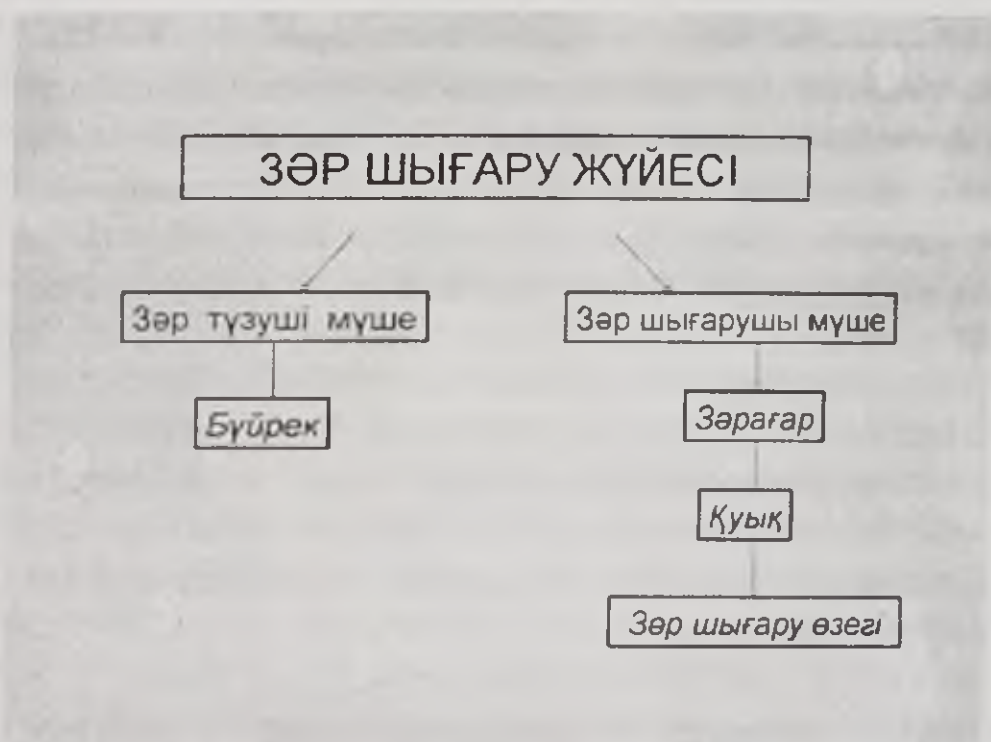 ЗӘР ШЫҒАРУ ЖҮЙЕСІ
Зәр түзуші мүше
Зәр шығарушы мүше
Бүйрек
Зәрағар
Қуық
Зәр шығару өзегі